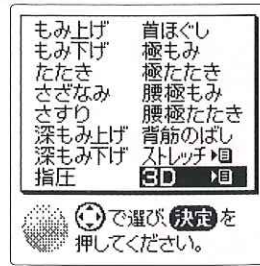 もみ上げ 首ほぐし
もみ下げ 極もみ
たたき 極たたき
さざなみ 腰極もみ
さすり 腰極たたき
深もみ上げ 背筋のばし
深もみ下げ ストレッチ
指圧 3D
で選び、決定を
押してください。